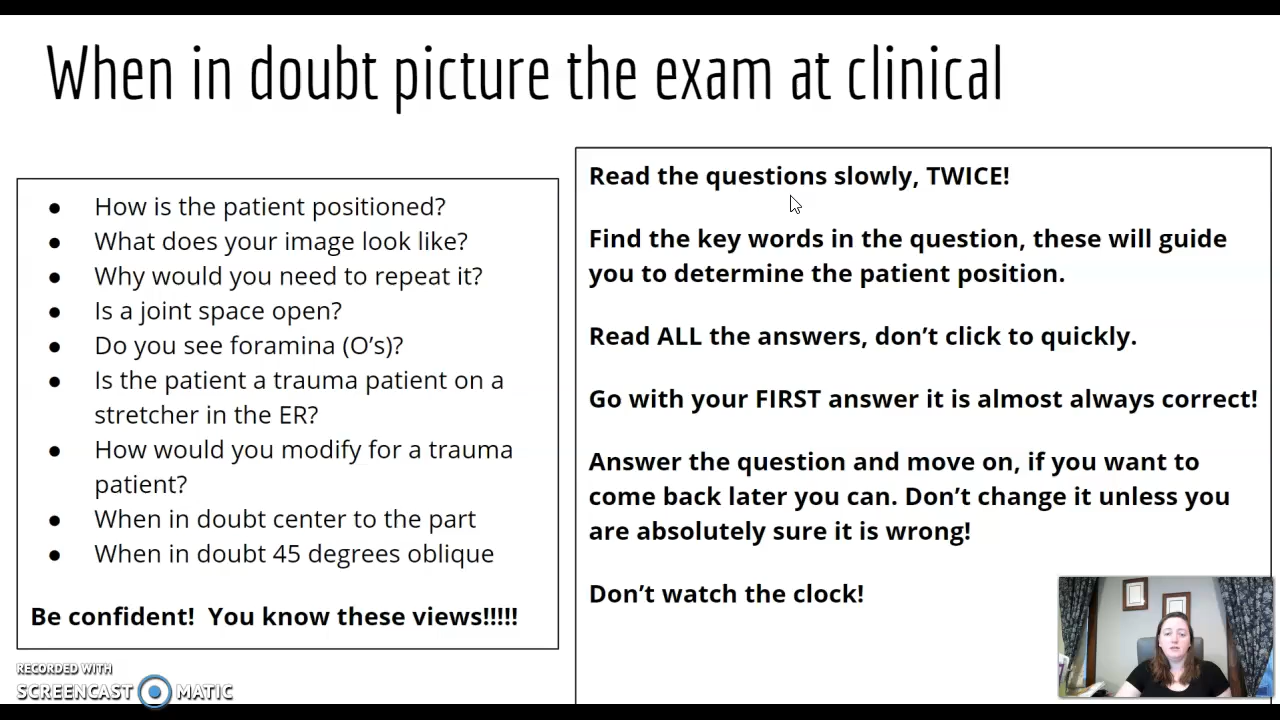 When in doubt picture the exam at clinical
● How is the patient positioned?
● What does your image look like?
● Why would you need to repeat it?
● Is a joint space open?
● Do you see foramina (O's)?
● Is the patient a trauma patient on a
stretcher in the ER?
● How would you modify for a trauma
patient?
● When in doubt center to the part
● When in doubt 45 degrees oblique
Be confident!  You know these views!!!!!
Read the questions slowly, TWICE!
Find the key words in the question, these will guide
you to determine the patient position.
Read ALL the answers, don't click to quickly.
Go with your FIRST answer it is almost always correct!
Answer the question and move on, if you want to
come back later you can. Don't change it unless you
are absolutely sure it is wrong!
Don't watch the clock!
RECORDED WITH
SCREENCAST MATIC